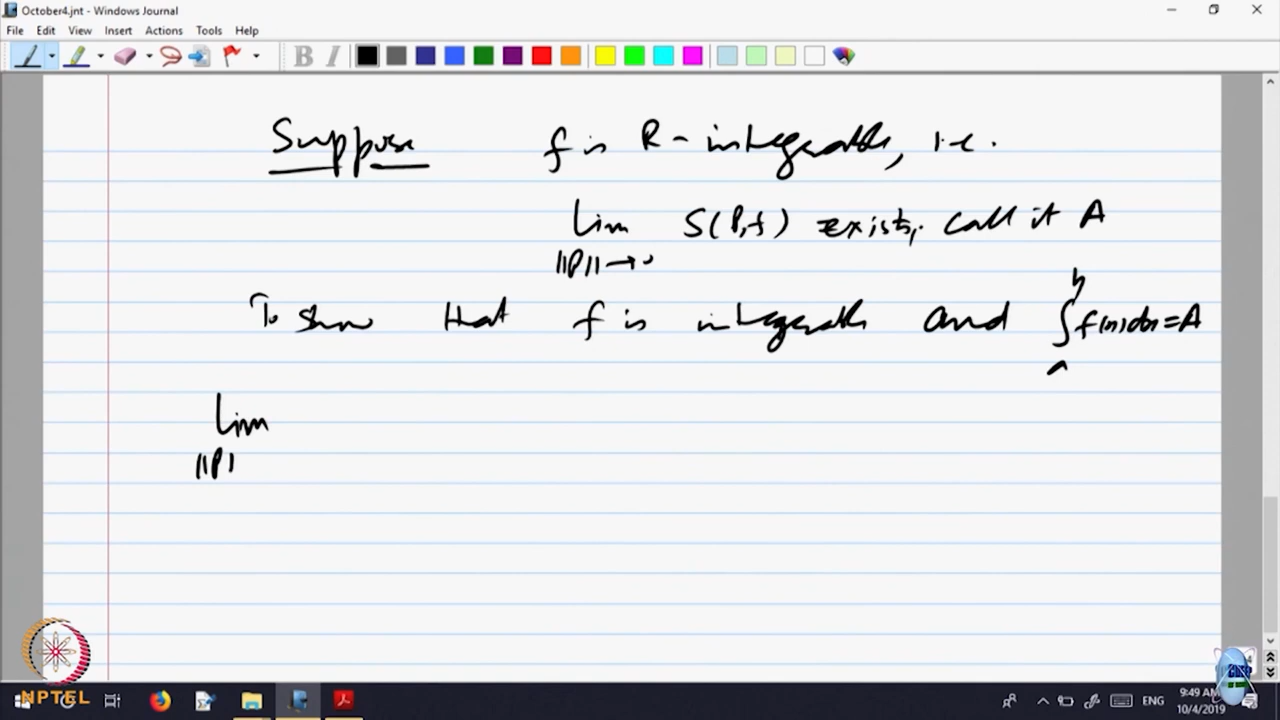 October4.jnt - Windows Journal
File Edit View Insert Actions Tools Help
B I
Suppose f is R - integrable, i.e.
Lim S(P,f) exists, call it A
||P||→0
To show that f is integrable and ∫ f(x)dx = A
b
a
Lim
||P||
NPTEL
ENG
9:49 AM
10/4/2019